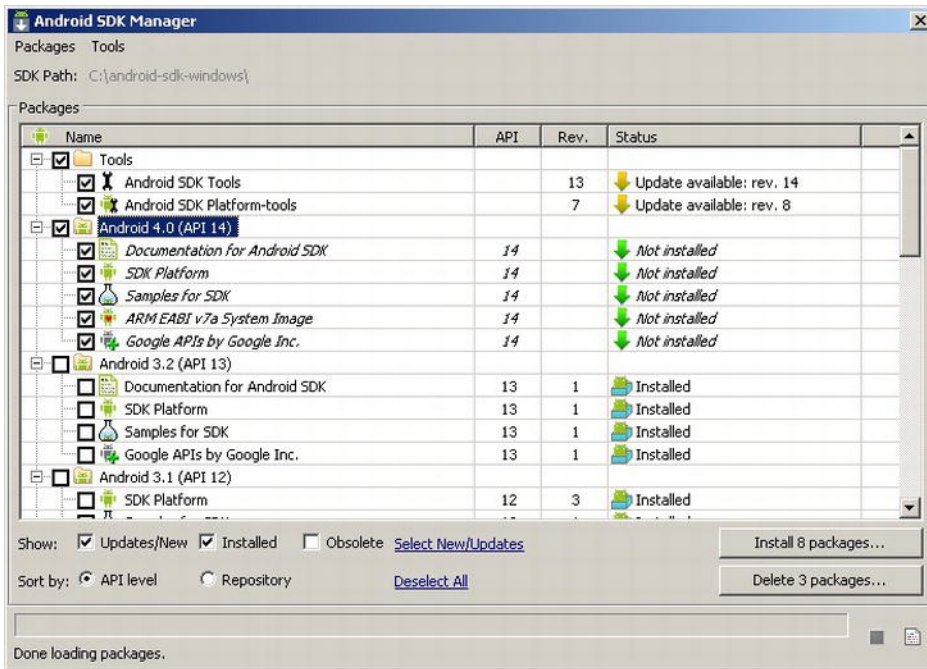 Android SDK Manager
Packages Tools
SDK Path: C:\android-sdk-windows\
Packages
Name API Rev. Status
Tools
Android SDK Tools 13 Update available: rev. 14
Android SDK Platform-tools 7 Update available: rev. 8
Android 4.0 (API 14)
Documentation for Android SDK 14 Not installed
SDK Platform 14 Not installed
Samples for SDK 14 Not installed
ARM EABI v7a System Image 14 Not installed
Google APIs by Google Inc. 14 Not installed
Android 3.2 (API 13)
Documentation for Android SDK 13 1 Installed
SDK Platform 13 1 Installed
Samples for SDK 13 1 Installed
Google APIs by Google Inc. 13 1 Installed
Android 3.1 (API 12)
SDK Platform 12 3 Installed
Show: Updates/New Installed Obsolete Select New/Updates Install 8 packages...
Sort by: API level Repository Deselect All Delete 3 packages...
Done loading packages.